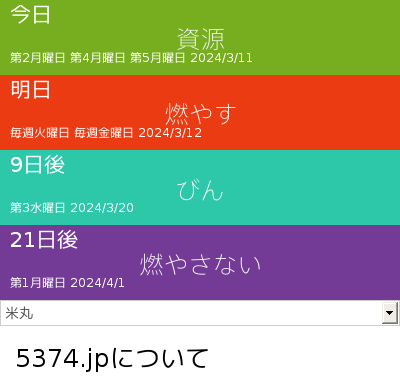 今日
資源
第2月曜日 第4月曜日 第5月曜日 2024/3/11
明日
燃やす
毎週火曜日 毎週金曜日 2024/3/12
9日後
びん
第3水曜日 2024/3/20
21日後
燃やさない
第1月曜日 2024/4/1
米丸
5374.jpについて